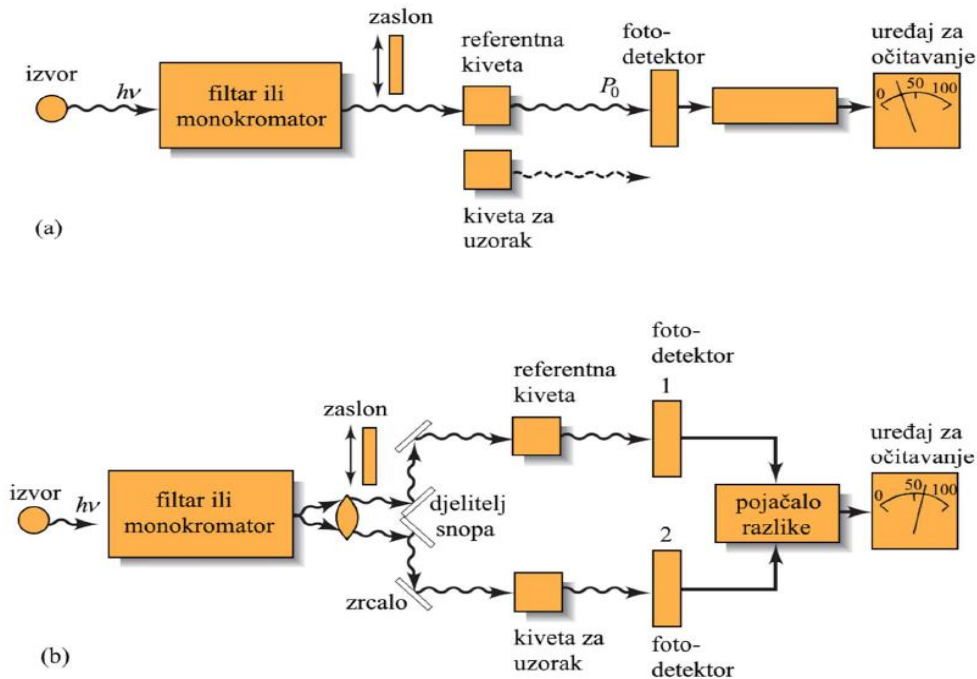 zaslon
izvor
hν
filtar ili
monokromator
referentna
kiveta
P₀
foto-
detektor
uređaj za
očitavanje
0 50 100
kiveta za
uzorak
(a)
izvor
hν
filtar ili
monokromator
zaslon
djelitelj
snopa
zrcalo
referentna
kiveta
foto-
detektor
1
kiveta za
uzorak
2
foto-
detektor
pojačalo
razlike
uređaj za
očitavanje
0 50 100
(b)